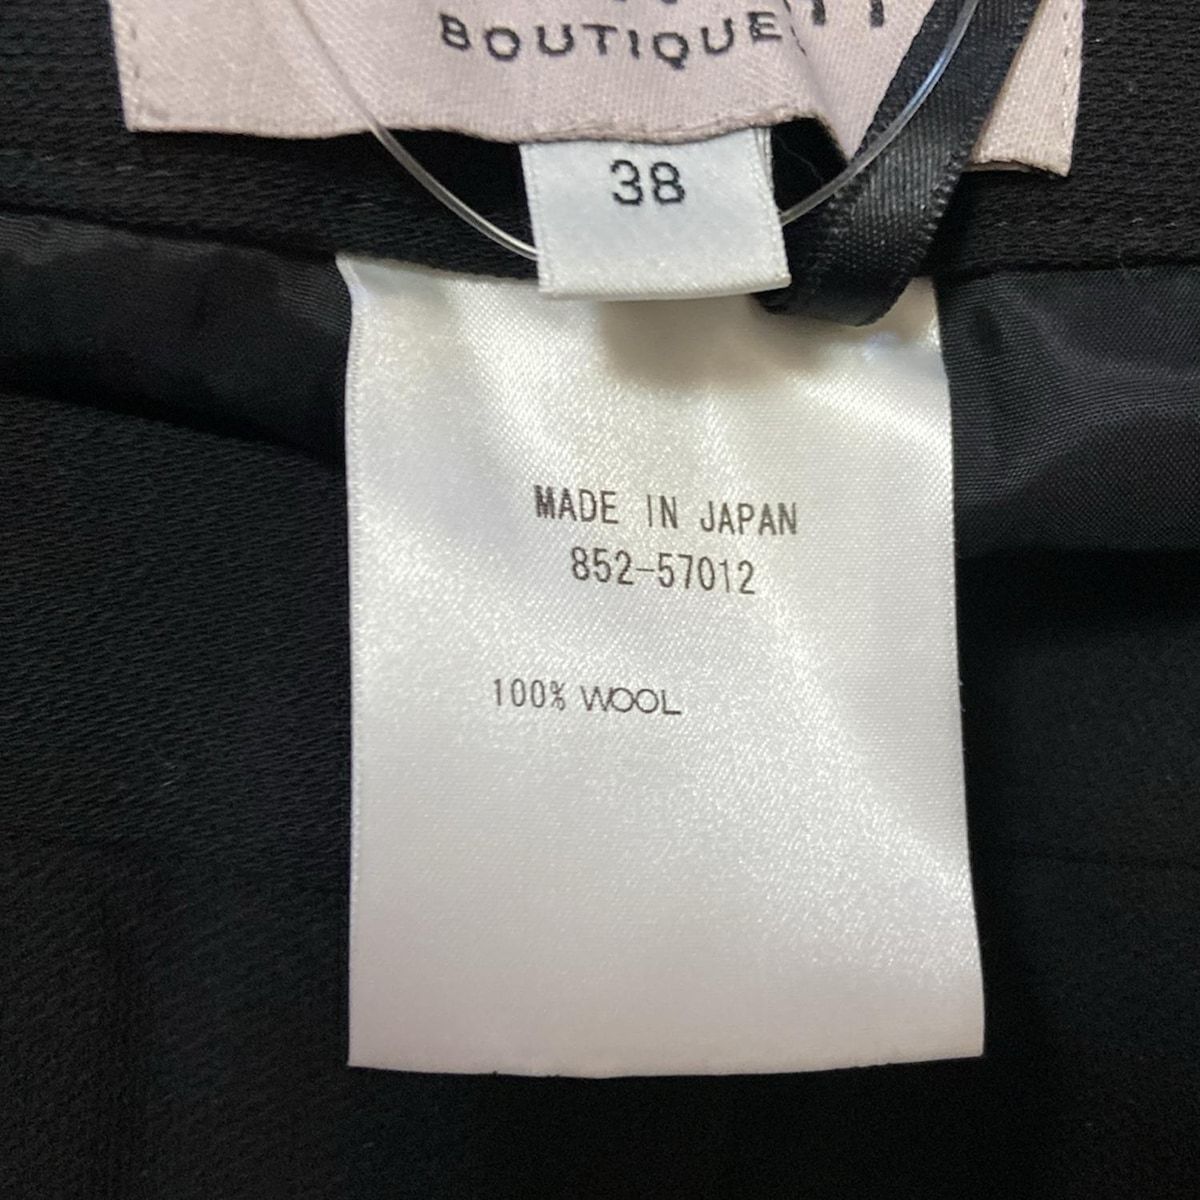 BOUTIQUE
38
MADE IN JAPAN
852-57012
100% WOOL